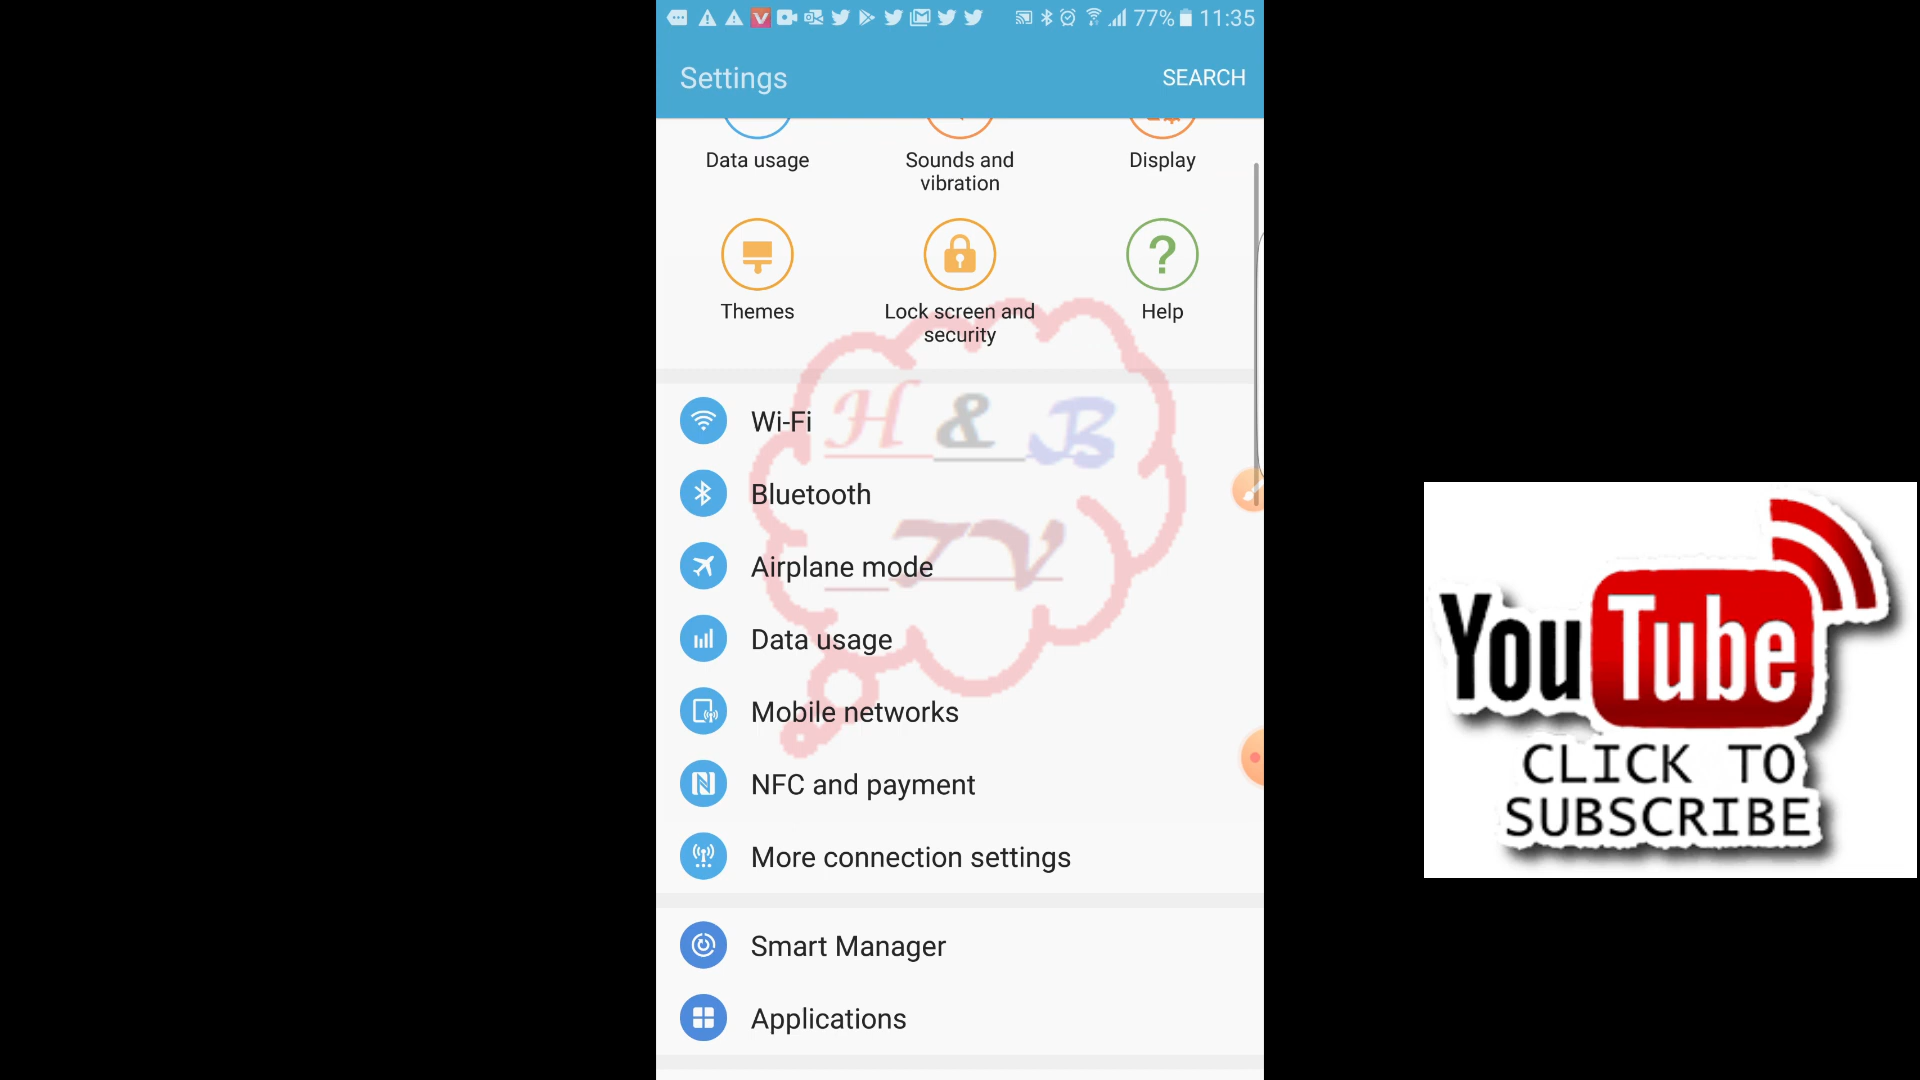 77% 11:35
Settings
SEARCH
Data usage
Sounds and
vibration
Display
Themes
Lock screen and
security
Help
H & B
TV
Wi-Fi
Bluetooth
Airplane mode
Data usage
Mobile networks
NFC and payment
More connection settings
Smart Manager
Applications
YouTube
CLICK TO
SUBSCRIBE